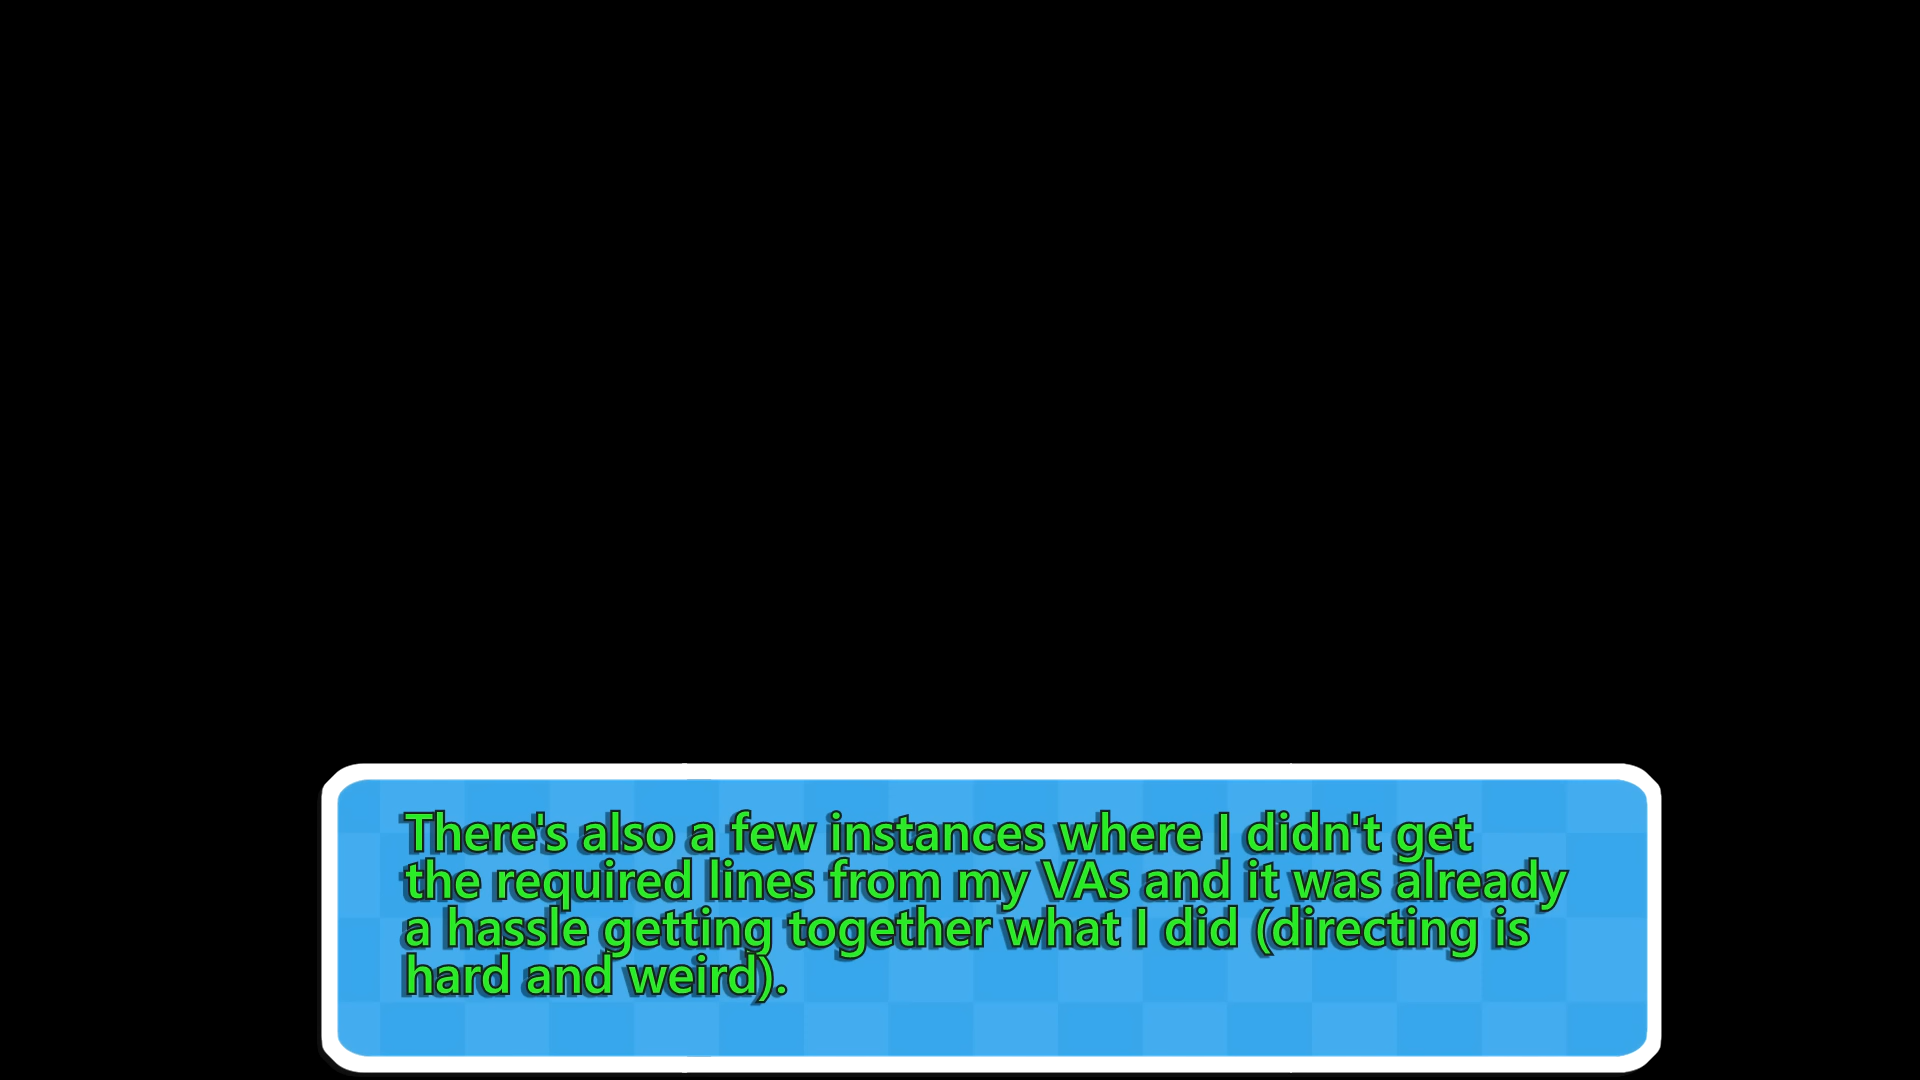 There's also a few instances where I didn't get
the required lines from my VAs and it was already
a hassle getting together what I did (directing is
hard and weird).